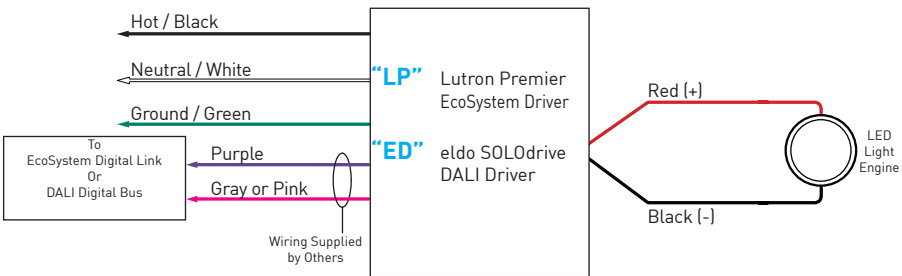 Hot / Black
Neutral / White
Ground / Green
To
EcoSystem Digital Link
Or
DALI Digital Bus
Purple
Gray or Pink
Wiring Supplied
by Others
“LP” Lutron Premier
EcoSystem Driver
“ED” eldo SOLOdrive
DALI Driver
Red (+)
Black (-)
LED
Light
Engine